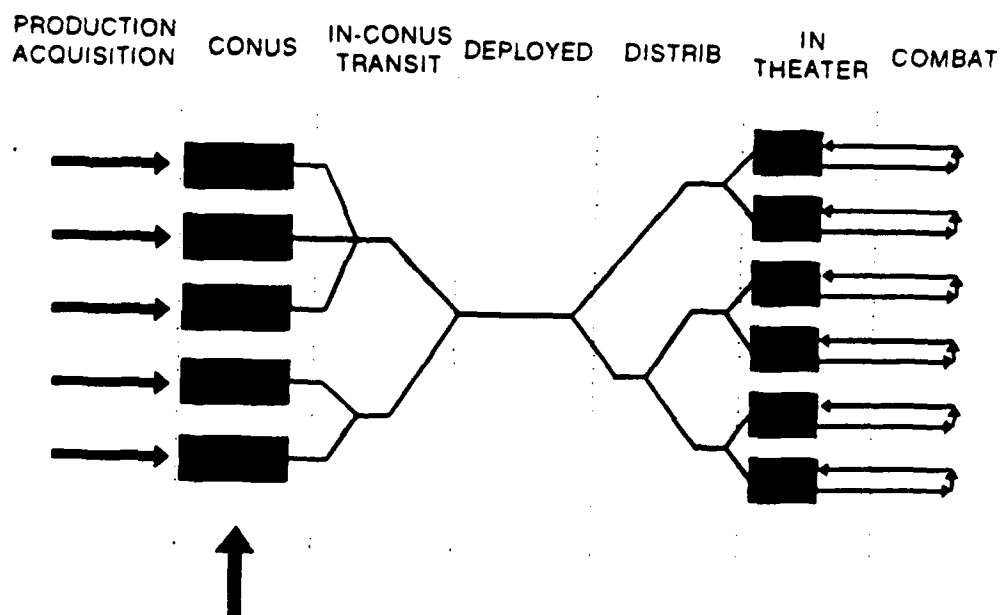 PRODUCTION
ACQUISITION
CONUS
IN-CONUS
TRANSIT
DEPLOYED
DISTRIB
IN
THEATER
COMBAT